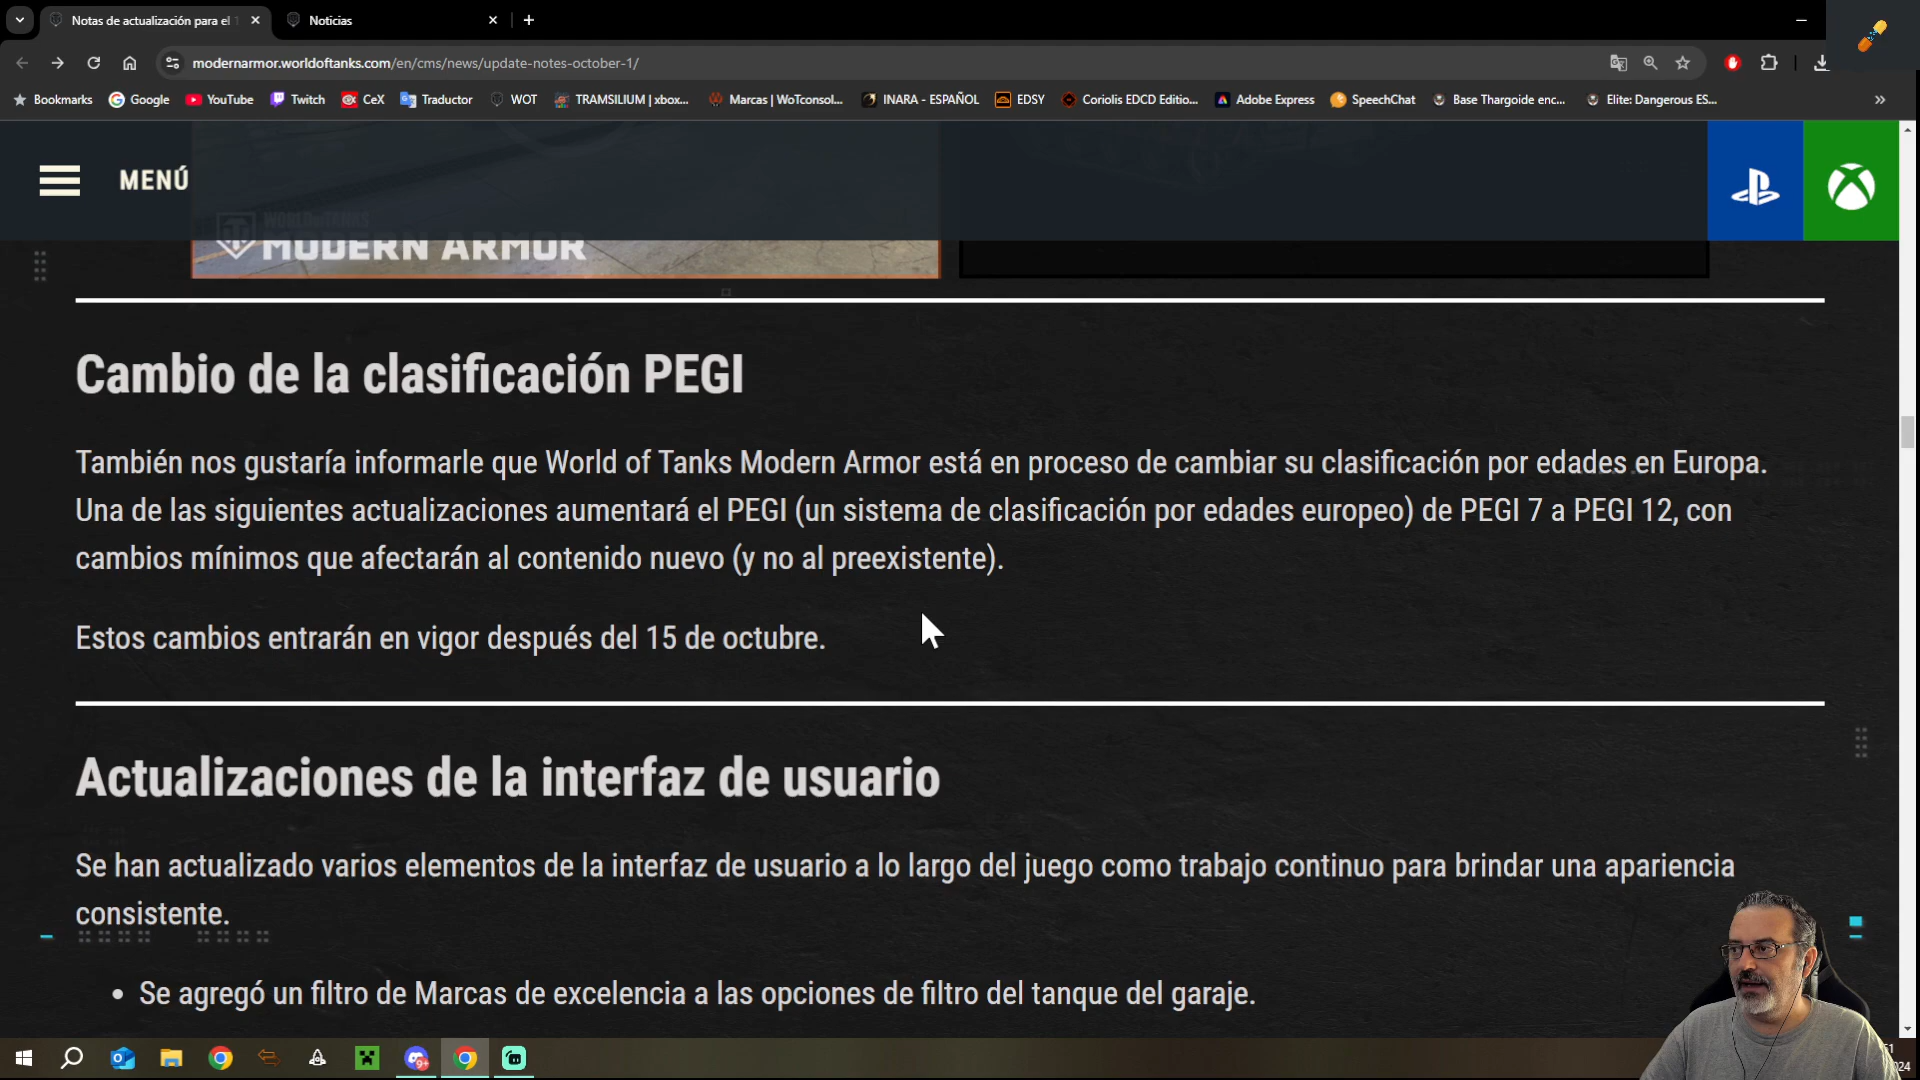 Notas de actualización para el
Noticias
modernarmor.worldoftanks.com/en/cms/news/update-notes-october-1/
Bookmarks
Google
YouTube
Twitch
CeX
Traductor
WOT
TRAMSILIUM | xbox...
Marcas | WoTconsol...
INARA - ESPAÑOL
EDSY
Coriolis EDCD Editio...
Adobe Express
SpeechChat
Base Thargoide enc...
Elite: Dangerous ES...
»
MENÚ
WORLD OF TANKS
MODERN ARMOR
Cambio de la clasificación PEGI
También nos gustaría informarle que World of Tanks Modern Armor está en proceso de cambiar su clasificación por edades en Europa.
Una de las siguientes actualizaciones aumentará el PEGI (un sistema de clasificación por edades europeo) de PEGI 7 a PEGI 12, con
cambios mínimos que afectarán al contenido nuevo (y no al preexistente).
Estos cambios entrarán en vigor después del 15 de octubre.
Actualizaciones de la interfaz de usuario
Se han actualizado varios elementos de la interfaz de usuario a lo largo del juego como trabajo continuo para brindar una apariencia
consistente.
• Se agregó un filtro de Marcas de excelencia a las opciones de filtro del tanque del garaje.